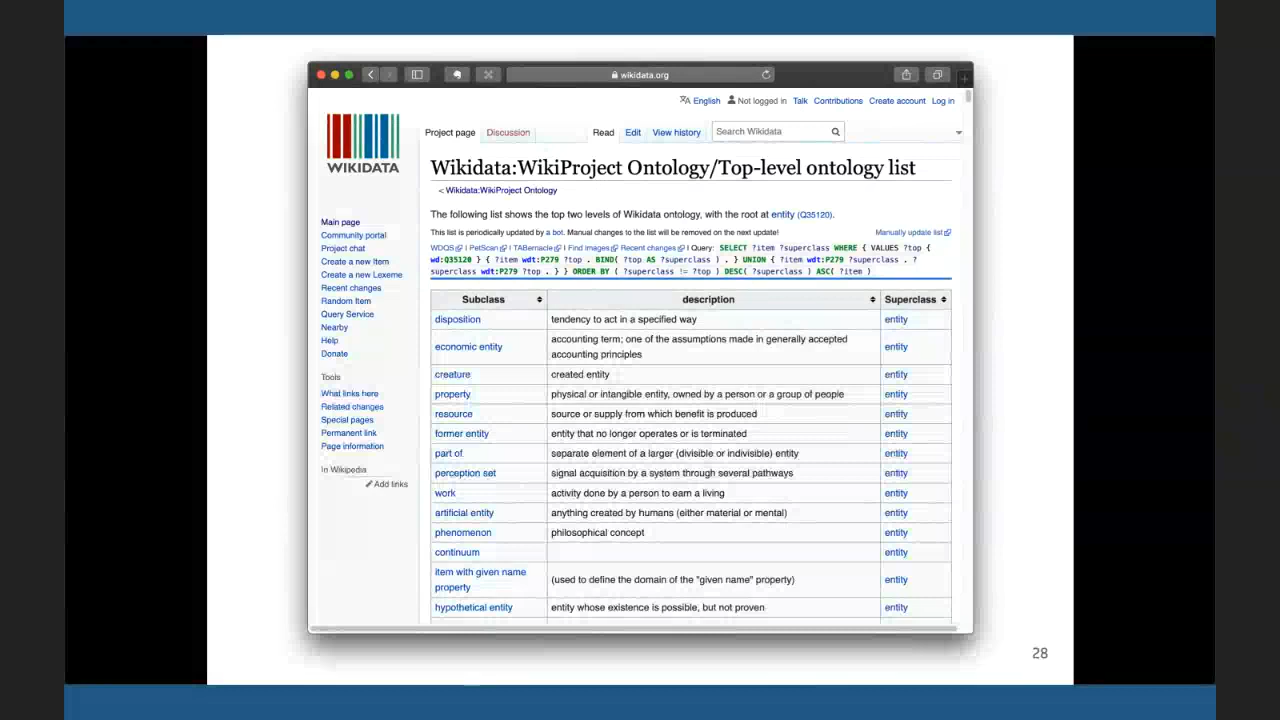 wikidata.org
English Not logged in Talk Contributions Create account Log in
Project page Discussion Read Edit View history Search Wikidata
WIKIDATA
Wikidata:WikiProject Ontology/Top-level ontology list
< Wikidata:WikiProject Ontology
The following list shows the top two levels of Wikidata ontology, with the root at entity (Q35120).
This list is periodically updated by a bot. Manual changes to the list will be removed on the next update!
Manually update list
WDQS | PetScan | TABernacle | Find images | Recent changes | Query: SELECT ?item ?superclass WHERE { VALUES ?top {
wd:Q35120 } { ?item wdt:P279 ?top . BIND( ?top AS ?superclass ) . } UNION { ?item wdt:P279 ?superclass . ?
superclass wdt:P279 ?top . } } ORDER BY ( ?superclass != ?top ) DESC( ?superclass ) ASC( ?item )
Main page
Community portal
Project chat
Create a new Item
Create a new Lexeme
Recent changes
Random Item
Query Service
Nearby
Help
Donate
Tools
What links here
Related changes
Special pages
Permanent link
Page information
In Wikipedia
Add links
Subclass description Superclass
disposition tendency to act in a specified way entity
economic entity accounting term; one of the assumptions made in generally accepted entity
accounting principles
creature created entity entity
property physical or intangible entity, owned by a person or a group of people entity
resource source or supply from which benefit is produced entity
former entity entity that no longer operates or is terminated entity
part of separate element of a larger (divisible or indivisible) entity entity
perception set signal acquisition by a system through several pathways entity
work activity done by a person to earn a living entity
artificial entity anything created by humans (either material or mental) entity
phenomenon philosophical concept entity
continuum entity
item with given name
property (used to define the domain of the "given name" property) entity
hypothetical entity entity whose existence is possible, but not proven entity
28